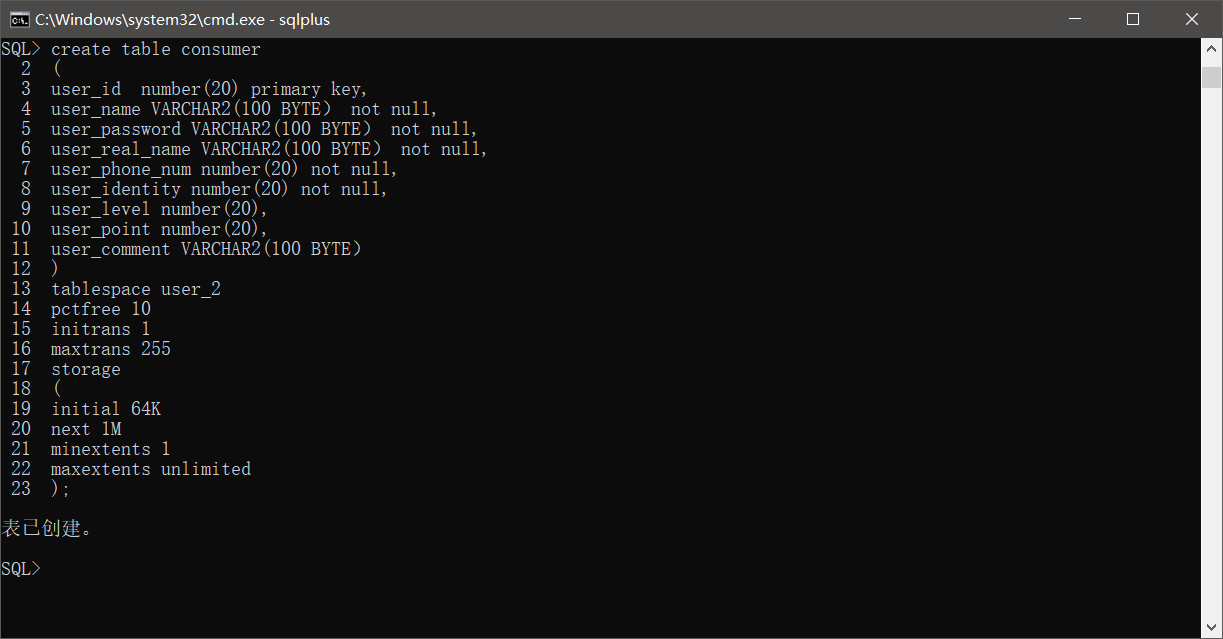 C:\Windows\system32\cmd.exe - sqlplus
SQL> create table consumer
2 (
3 user_id  number(20) primary key,
4 user_name VARCHAR2(100 BYTE） not null,
5 user_password VARCHAR2(100 BYTE） not null,
6 user_real_name VARCHAR2(100 BYTE） not null,
7 user_phone_num number(20) not null,
8 user_identity number(20) not null,
9 user_level number(20),
10 user_point number(20),
11 user_comment VARCHAR2(100 BYTE）
12 )
13 tablespace user_2
14 pctfree 10
15 initrans 1
16 maxtrans 255
17 storage
18 (
19 initial 64K
20 next 1M
21 minextents 1
22 maxextents unlimited
23 );
表已创建。
SQL>